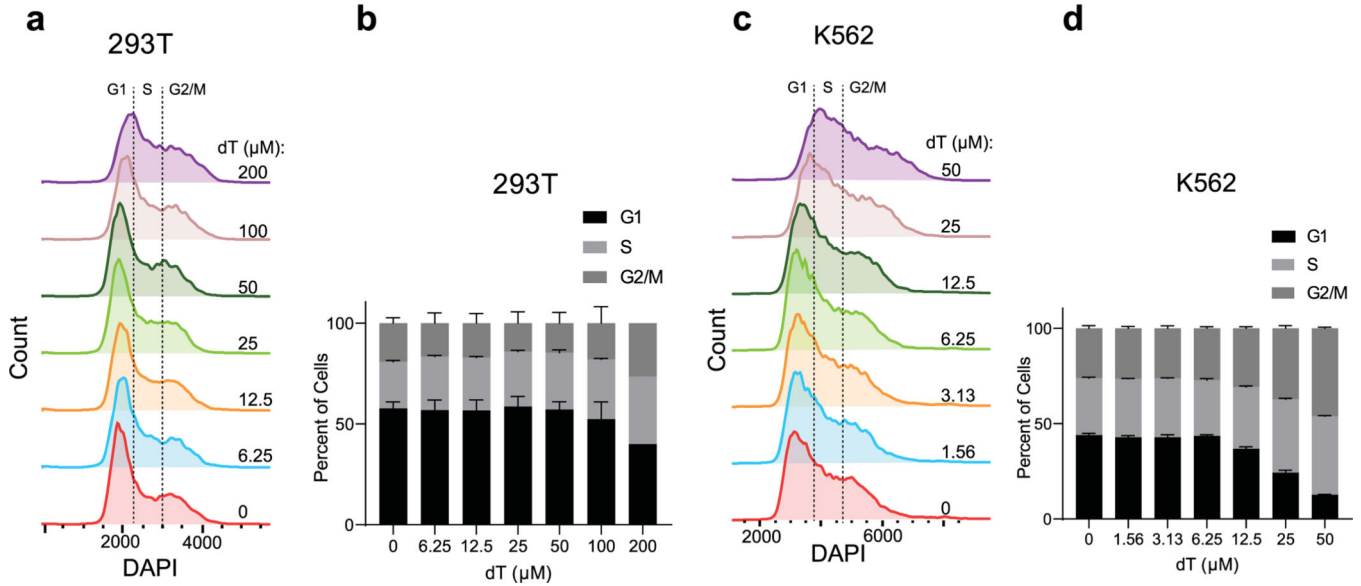 a
293T
G1 S G2/M
dT (µM):
200
100
50
25
12.5
6.25
0
Count
2000 4000
DAPI
b
293T
G1
S
G2/M
Percent of Cells
100
50
0
0 6.25 12.5 25 50 100 200
dT (µM)
c
K562
G1 S G2/M
dT (µM):
50
25
12.5
6.25
3.13
1.56
0
Count
2000 6000
DAPI
d
K562
G1
S
G2/M
Percent of Cells
100
50
0
0 1.56 3.13 6.25 12.5 25 50
dT (µM)